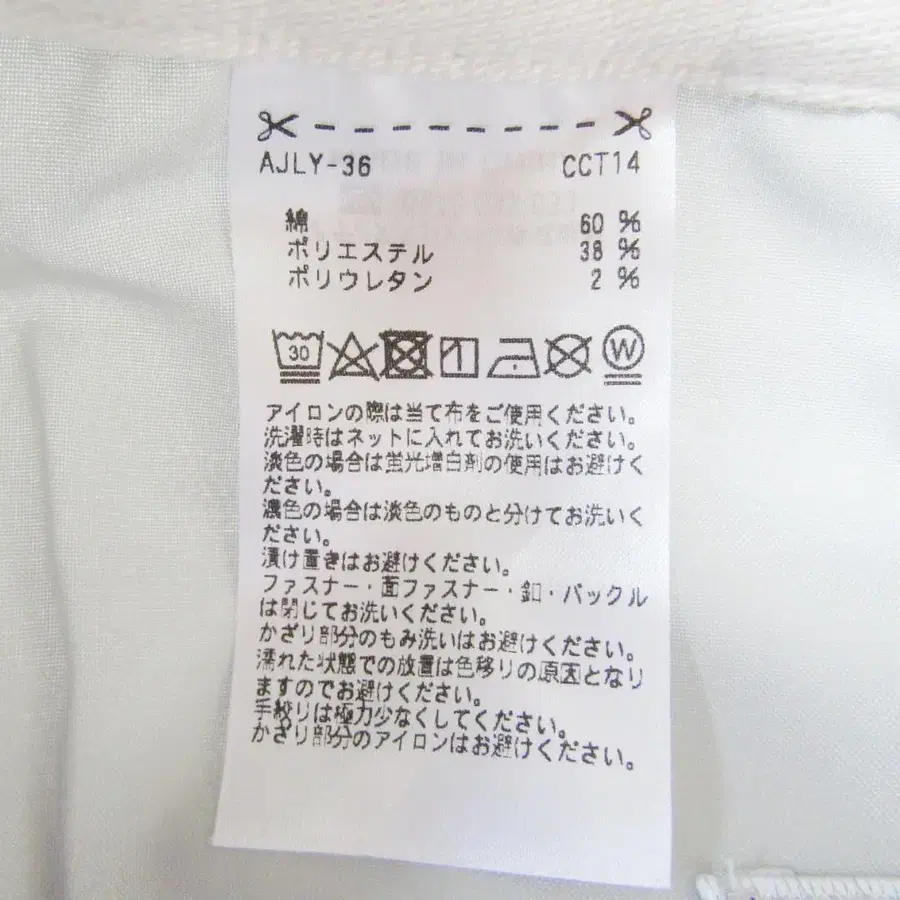 AJLY-36 CCT14
綿 60 %
ポリエステル 38 %
ポリウレタン 2 %
30 W
アイロンの際は当て布をご使用ください。
洗濯時はネットに入れてお洗いください。
淡色の場合は蛍光増白剤の使用はお避けく
ださい。
濃色の場合は淡色のものと分けてお洗いく
ださい。
漬け置きはお避けください。
ファスナー・面ファスナー・釦・バックル
は閉じてお洗いください。
かざり部分のもみ洗いはお避けください。
濡れた状態での放置は色移りの原因となり
ますのでお避けください。
手絞りは極力少なくしてください。
かざり部分のアイロンはお避けください。